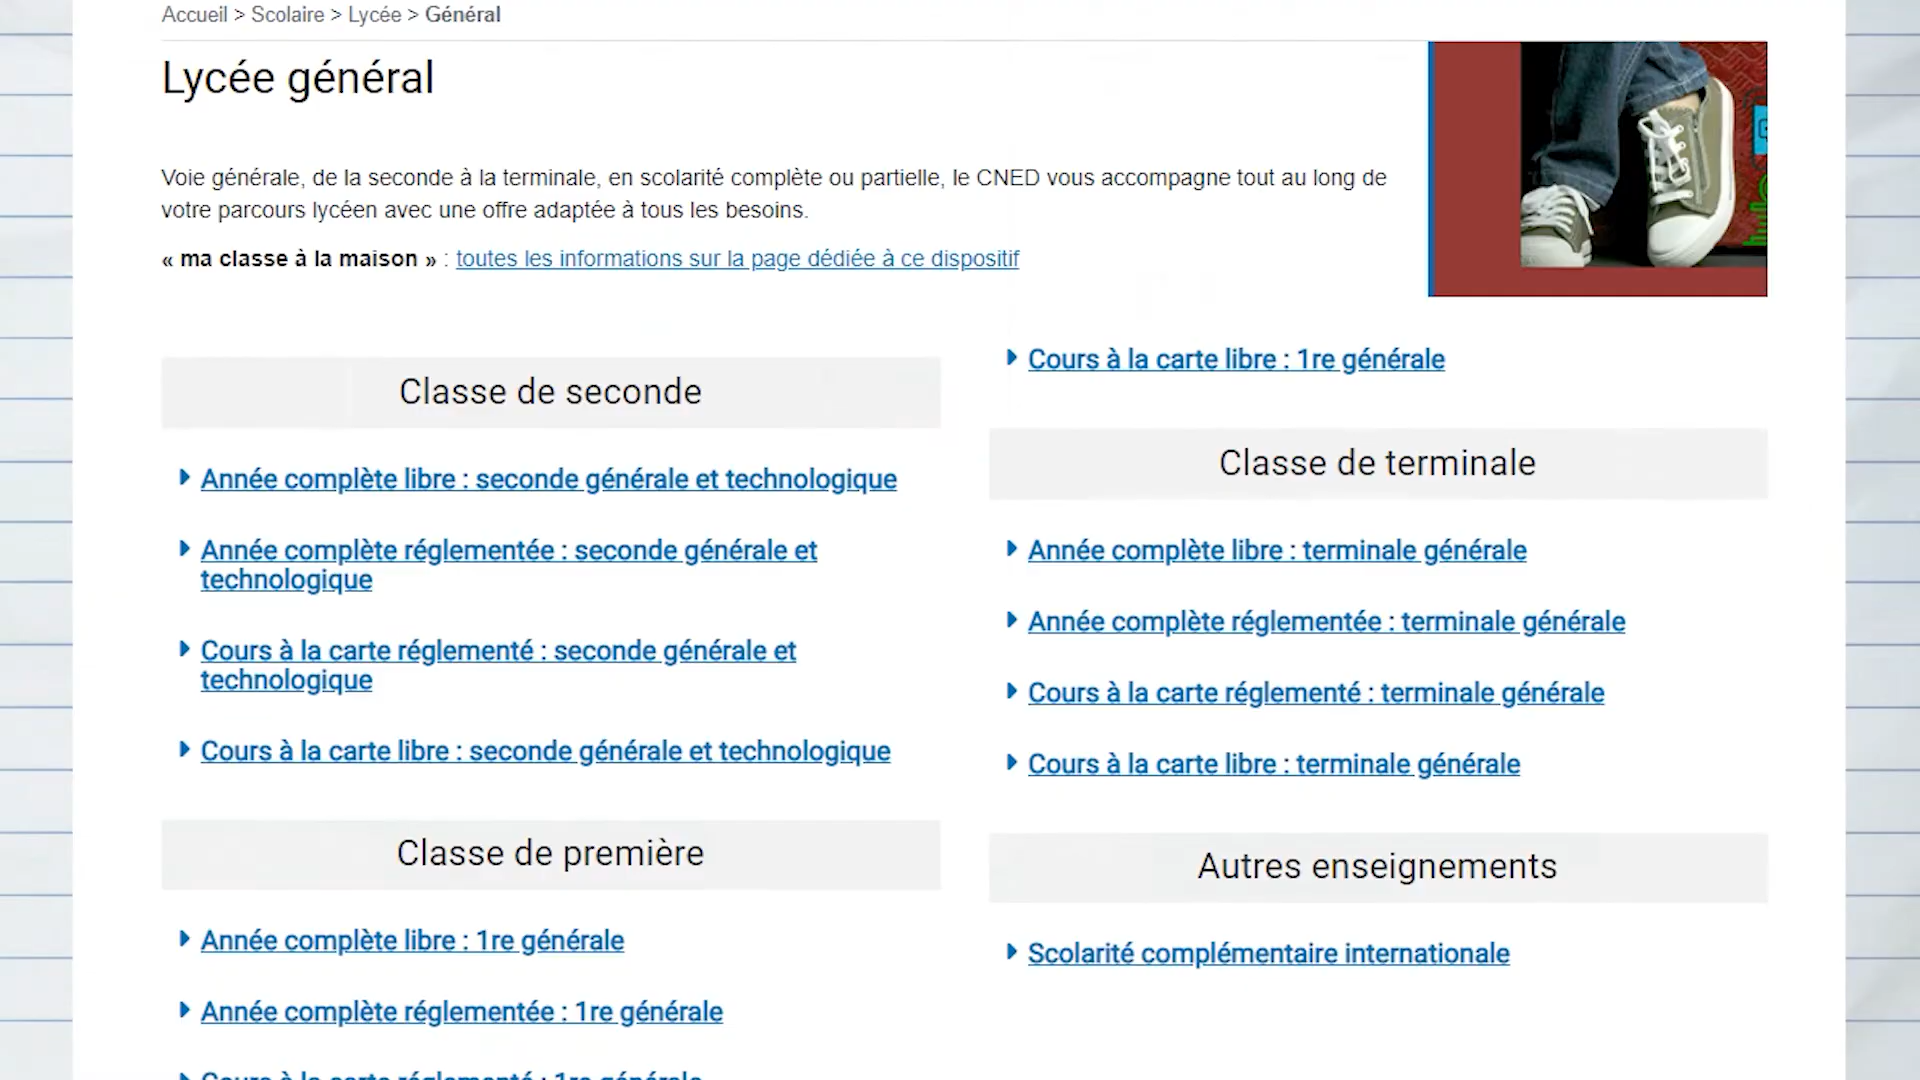 Accueil > Scolaire > Lycée > Général
Lycée général
Voie générale, de la seconde à la terminale, en scolarité complète ou partielle, le CNED vous accompagne tout au long de
votre parcours lycéen avec une offre adaptée à tous les besoins.
« ma classe à la maison » : toutes les informations sur la page dédiée à ce dispositif
Classe de seconde
Année complète libre : seconde générale et technologique
Année complète réglementée : seconde générale et
technologique
Cours à la carte réglementé : seconde générale et
technologique
Cours à la carte libre : seconde générale et technologique
Classe de première
Année complète libre : 1re générale
Année complète réglementée : 1re générale
Cours à la carte réglementé : 1re générale
Cours à la carte libre : 1re générale
Classe de terminale
Année complète libre : terminale générale
Année complète réglementée : terminale générale
Cours à la carte réglementé : terminale générale
Cours à la carte libre : terminale générale
Autres enseignements
Scolarité complémentaire internationale